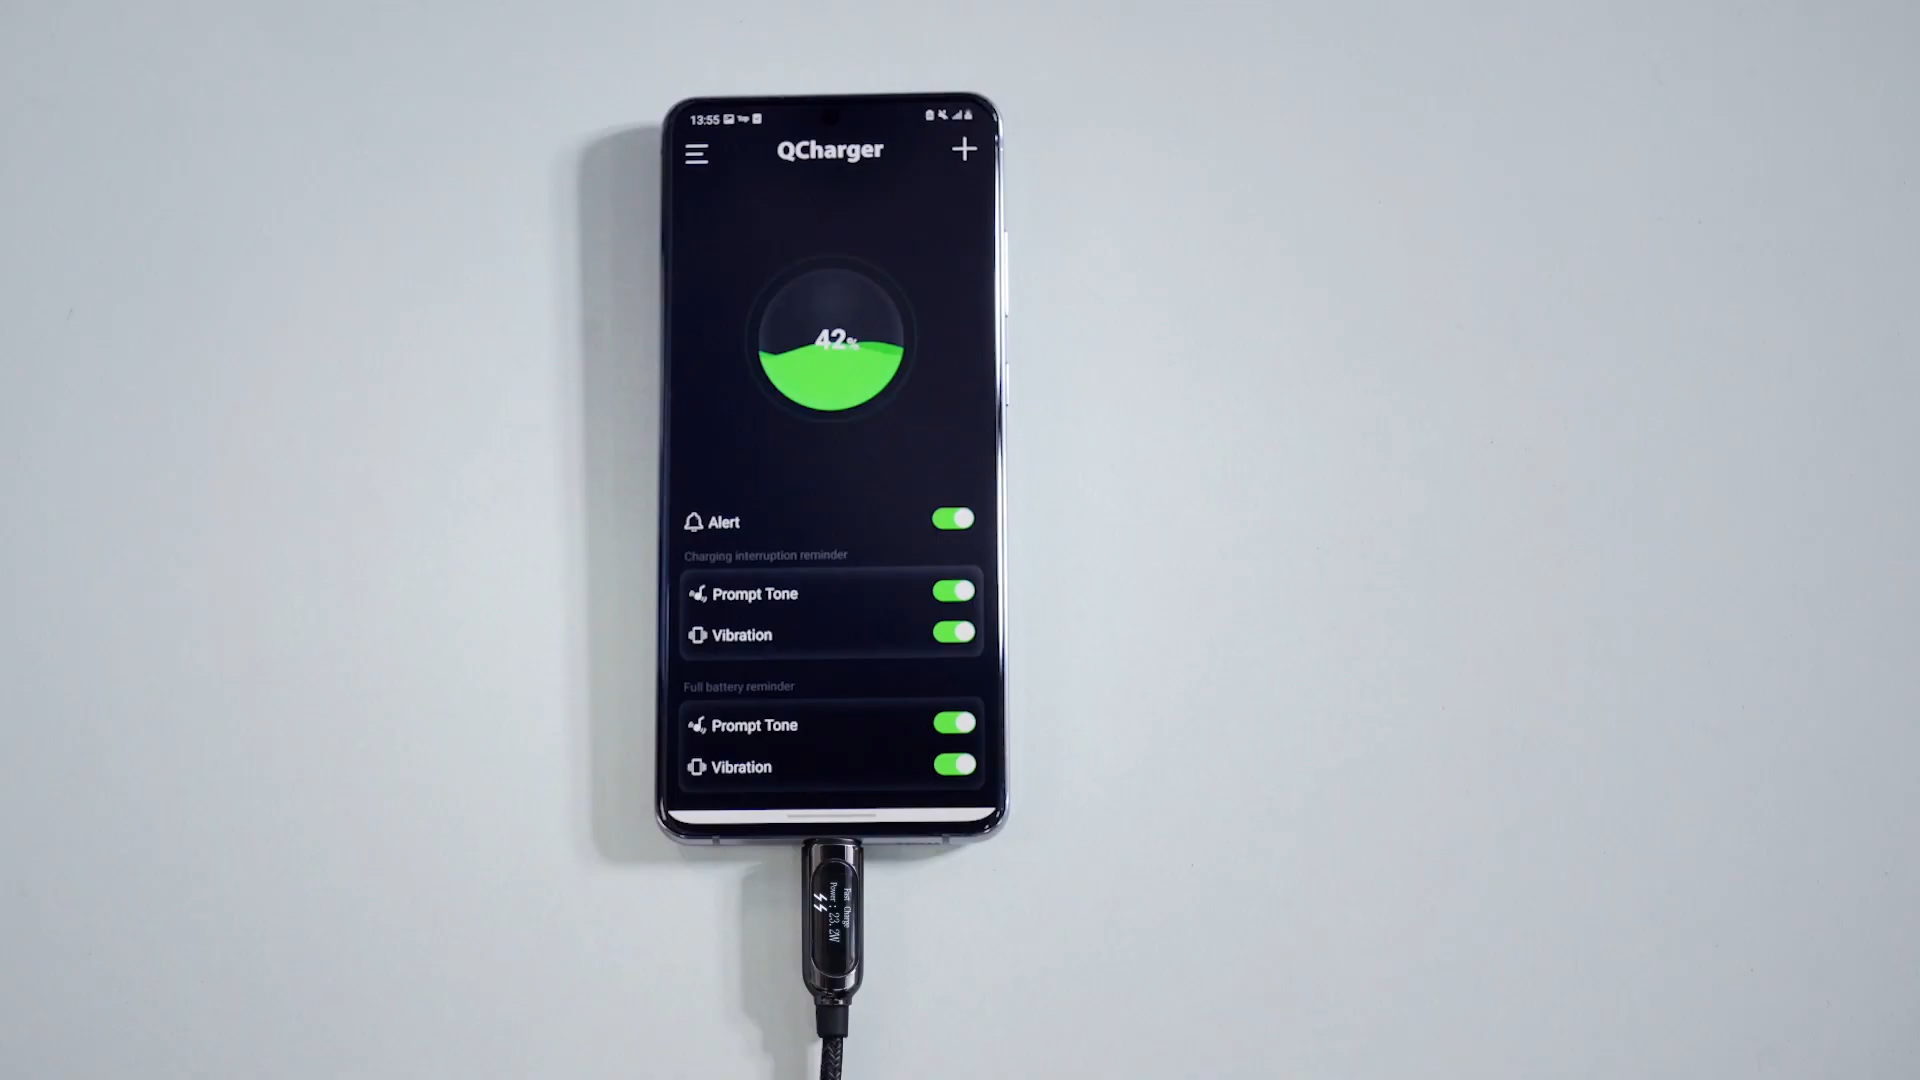 13:55
QCharger
42%
Alert
Charging interruption reminder
Prompt Tone
Vibration
Full battery reminder
Prompt Tone
Vibration
Fast Charge
Power: 23.2W